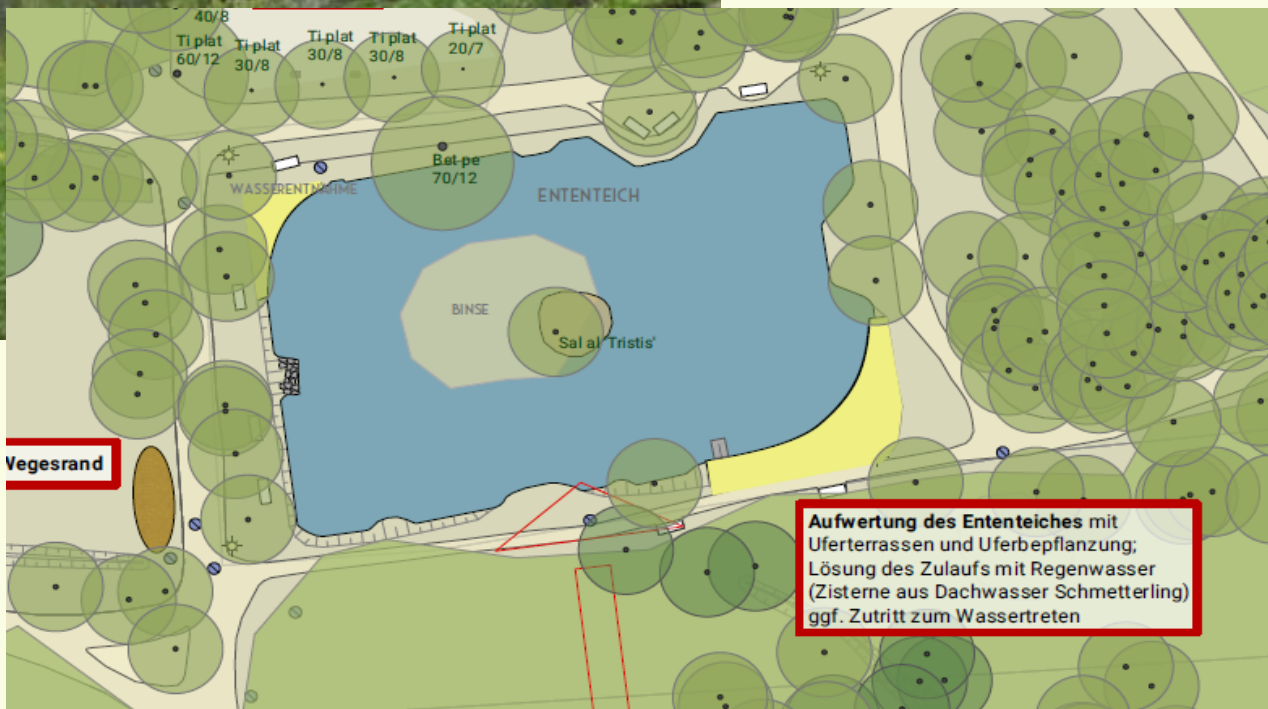 40/8
Ti plat
60/12
Ti plat
30/8
Ti plat
30/8
Ti plat
30/8
Ti plat
20/7
Bet pe
70/12
WASSERENTNAHME
ENTENTEICH
BINSE
Sal al 'Tristis'
Wegesrand
Aufwertung des Ententeiches mit
Uferterrassen und Uferbepflanzung;
Lösung des Zulaufs mit Regenwasser
(Zisterne aus Dachwasser Schmetterling)
ggf. Zutritt zum Wassertreten